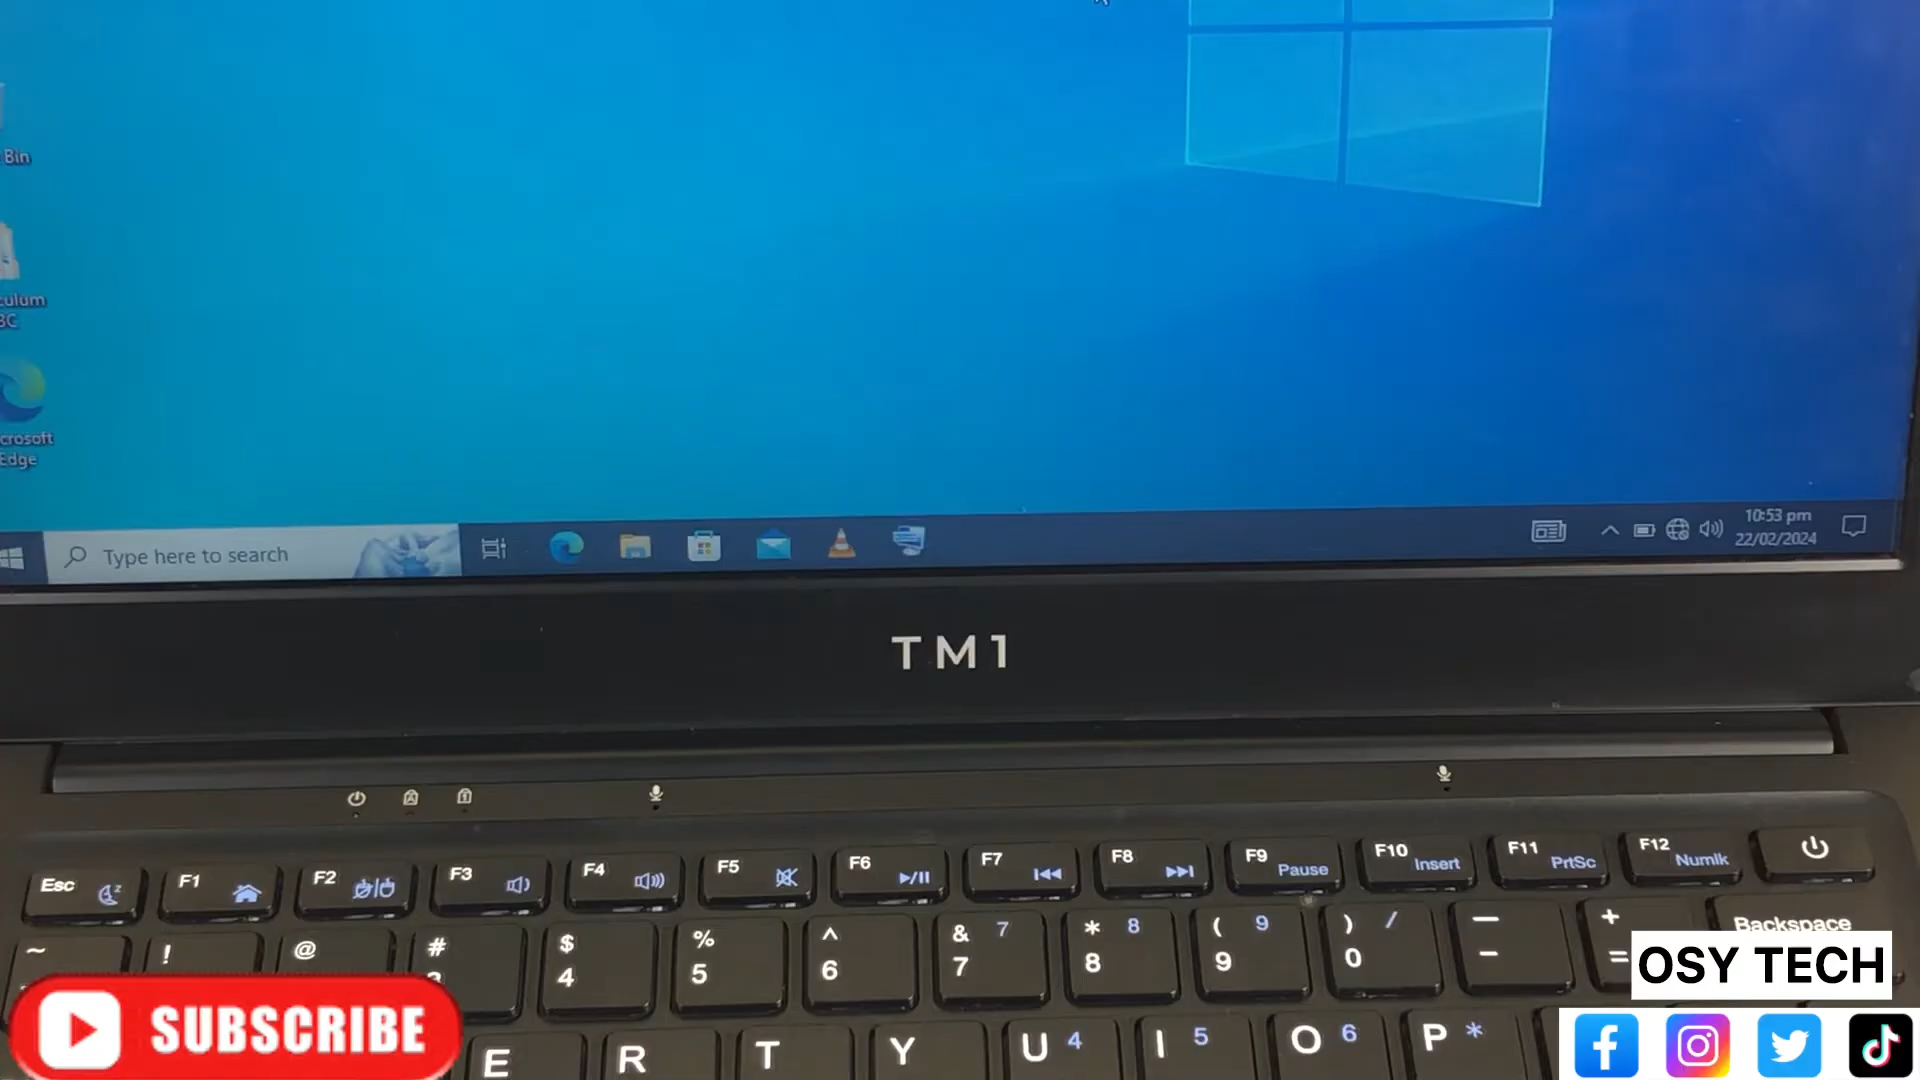 Bin
culum
BC
crosoft
Edge
Type here to search
10:53 pm
22/02/2024
TM1
Esc F1 F2 F3 F4 F5 F6 F7 F8 F9 Pause F10 Insert F11 PrtSc F12 Numlk
~ ! @ # $ 4 % 5 ^ 6 & 7 7 * 8 8 ( 9 9 ) 0 / _ - + = Backspace
E R T Y U 4 I 5 O 6 P *
OSY TECH
SUBSCRIBE